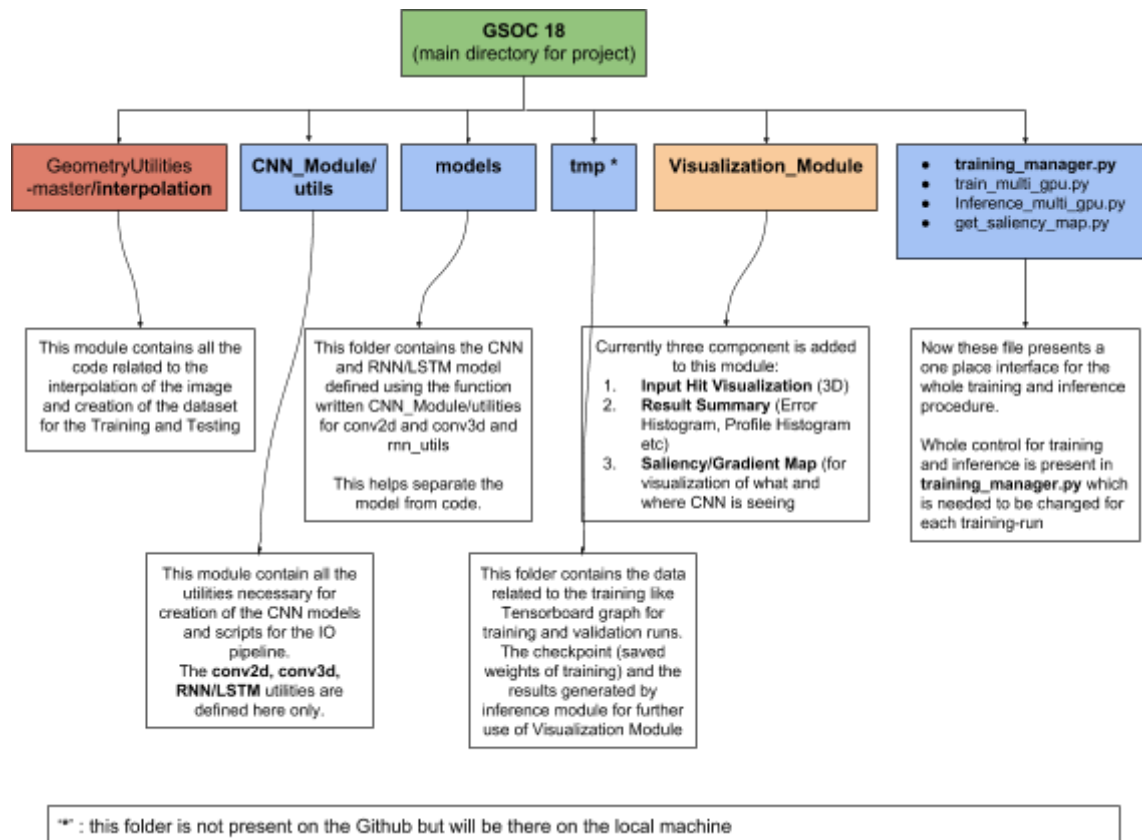 GSOC 18
(main directory for project)
GeometryUtilities
-master/interpolation
CNN_Module/
utils
models
tmp *
Visualization_Module
● training_manager.py
● train_multi_gpu.py
● Inference_multi_gpu.py
● get_saliency_map.py
This module contains all the
code related to the
interpolation of the image
and creation of the dataset
for the Training and Testing
This folder contains the CNN
and RNN/LSTM model
defined using the function
written CNN_Module/utilities
for conv2d and conv3d and
rnn_utils
This helps separate the
model from code.
Currently three component is added
to this module:
1. Input Hit Visualization (3D)
2. Result Summary (Error
Histogram, Profile Histogram
etc)
3. Saliency/Gradient Map (for
visualization of what and
where CNN is seeing
Now these file presents a
one place interface for the
whole training and inference
procedure.
Whole control for training
and inference is present in
training_manager.py which
is needed to be changed for
each training-run
This module contain all the
utilities necessary for
creation of the CNN models
and scripts for the IO
pipeline.
The conv2d, conv3d,
RNN/LSTM utilities are
defined here only.
This folder contains the data
related to the training like
Tensorboard graph for
training and validation runs.
The checkpoint (saved
weights of training) and the
results generated by
inference module for further
use of Visualization Module
"*" : this folder is not present on the Github but will be there on the local machine